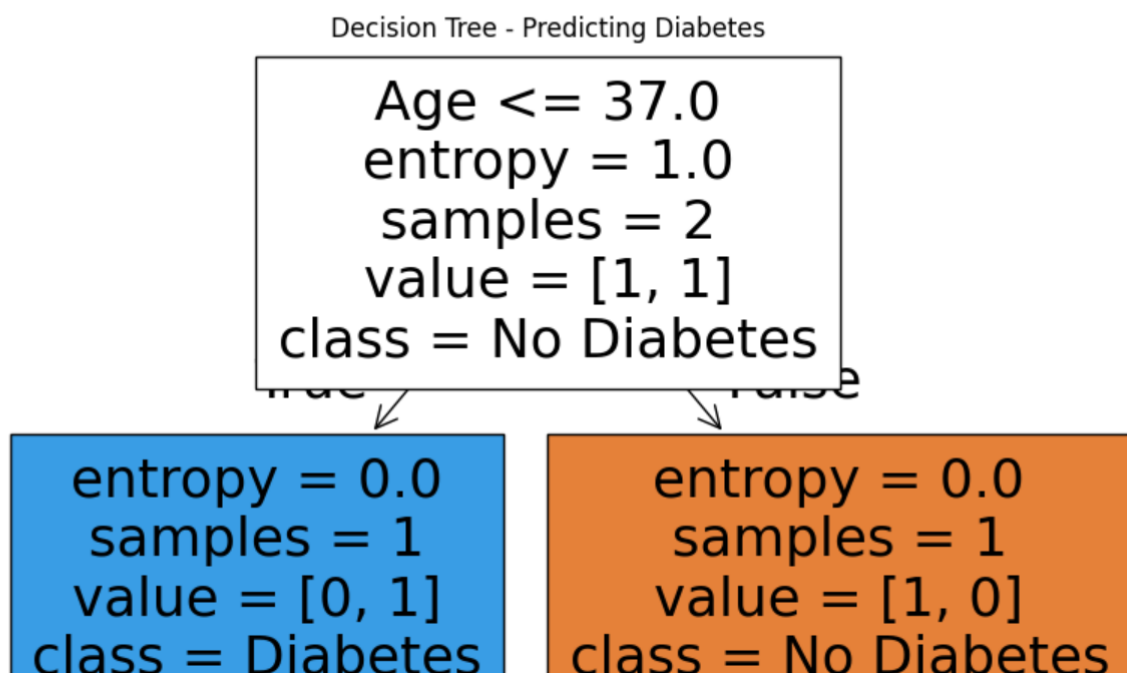 Decision Tree - Predicting Diabetes
Age <= 37.0
entropy = 1.0
samples = 2
value = [1, 1]
class = No Diabetes
True False
entropy = 0.0
samples = 1
value = [0, 1]
class = Diabetes
entropy = 0.0
samples = 1
value = [1, 0]
class = No Diabetes